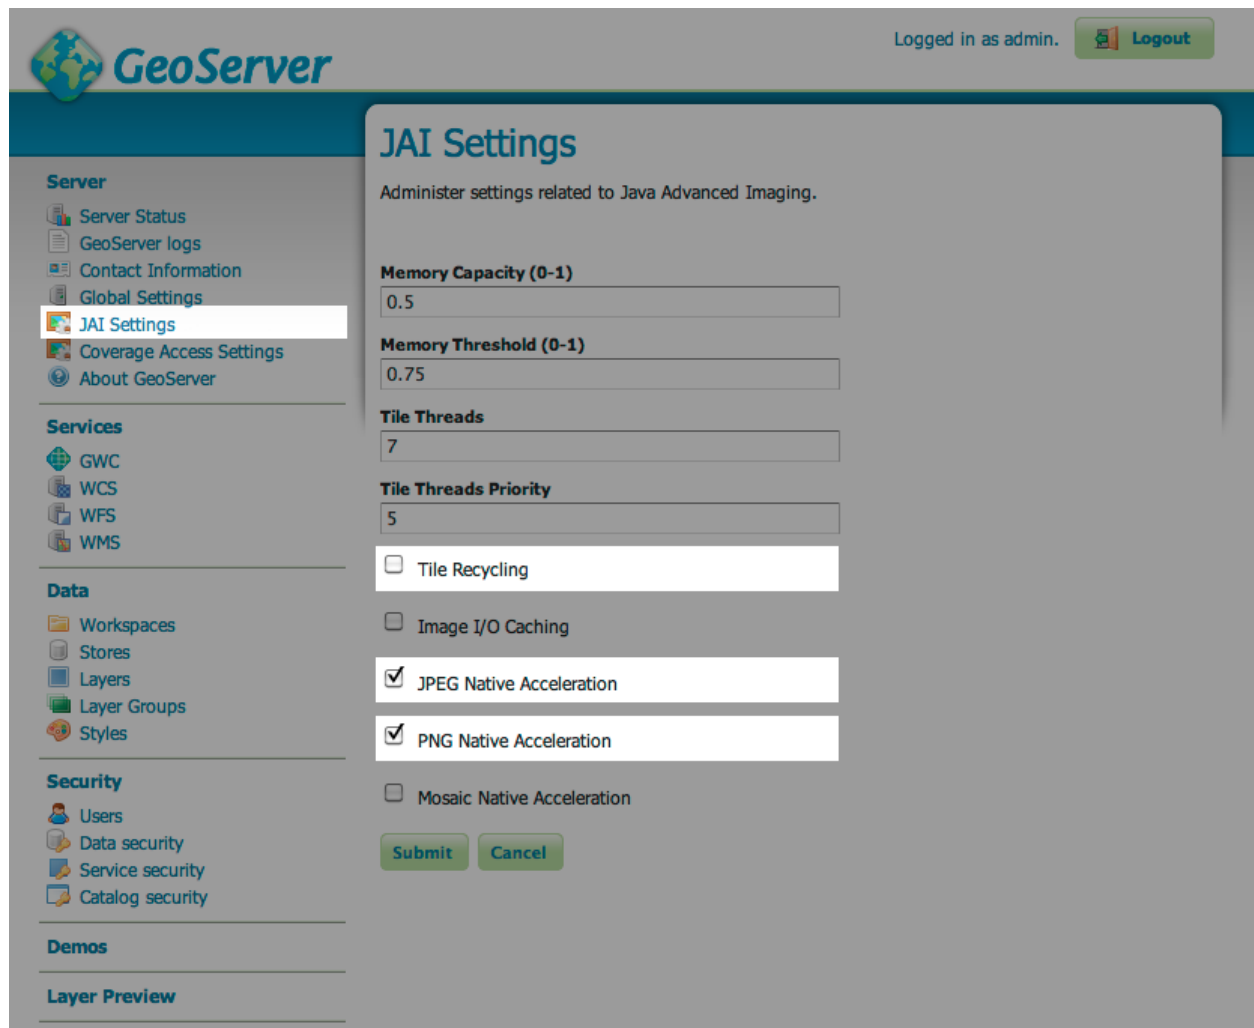 GeoServer
Logged in as admin.
Logout
JAI Settings
Administer settings related to Java Advanced Imaging.
Server
Server Status
GeoServer logs
Contact Information
Global Settings
JAI Settings
Coverage Access Settings
About GeoServer
Services
GWC
WCS
WFS
WMS
Data
Workspaces
Stores
Layers
Layer Groups
Styles
Security
Users
Data security
Service security
Catalog security
Demos
Layer Preview
Memory Capacity (0-1)
0.5
Memory Threshold (0-1)
0.75
Tile Threads
7
Tile Threads Priority
5
Tile Recycling
Image I/O Caching
JPEG Native Acceleration
PNG Native Acceleration
Mosaic Native Acceleration
Submit
Cancel